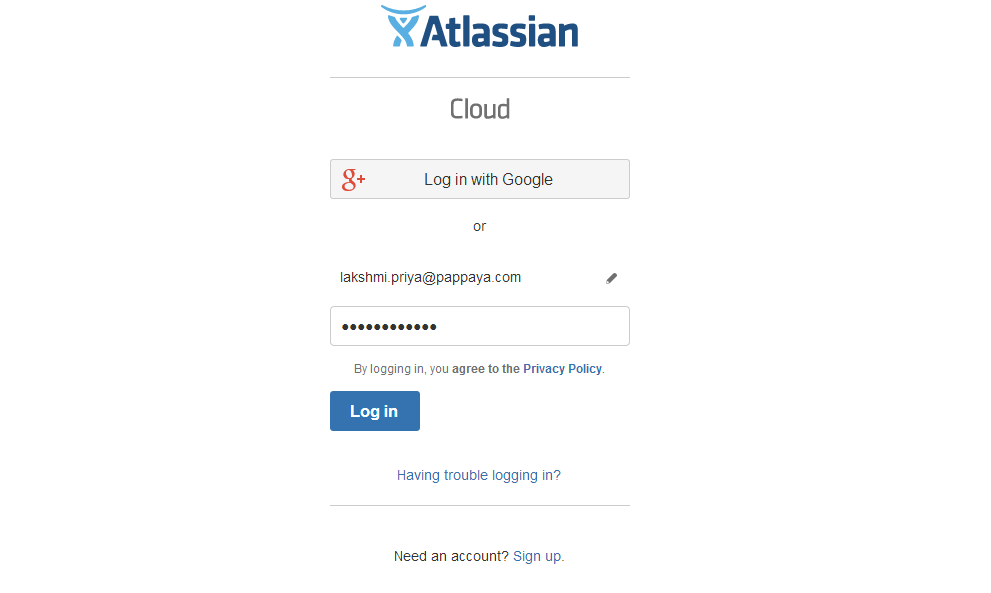 Atlassian
Cloud
g+ Log in with Google
or
lakshmi.priya@pappaya.com
••••••••••••
By logging in, you agree to the Privacy Policy.
Log in
Having trouble logging in?
Need an account? Sign up.